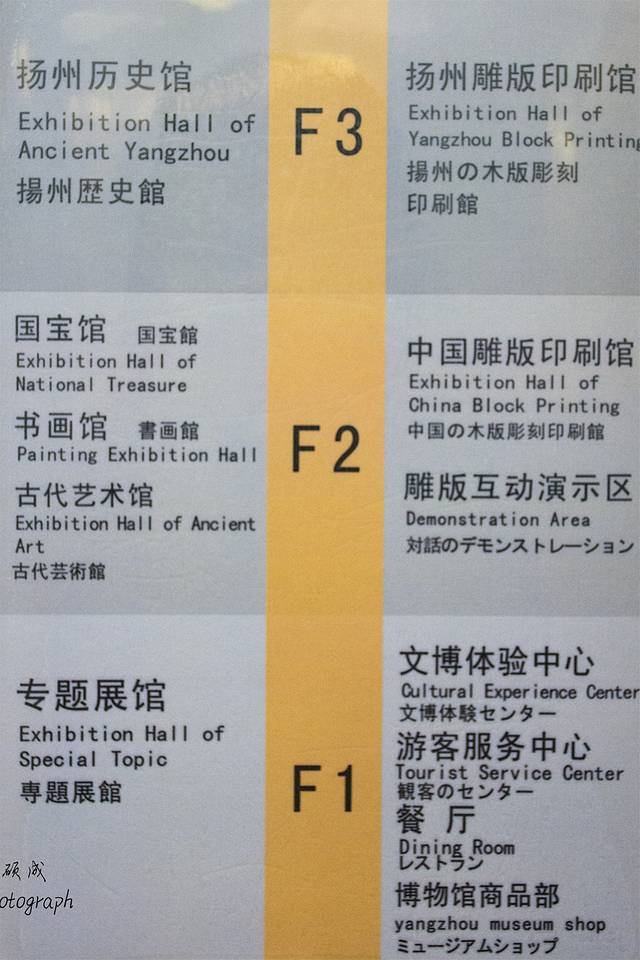 扬州历史馆
Exhibition Hall of
Ancient Yangzhou
揚州歴史館
F3
扬州雕版印刷馆
Exhibition Hall of
Yangzhou Block Printing
揚州の木版彫刻
印刷館
国宝馆 国宝館
Exhibition Hall of
National Treasure
书画馆 書画館
Painting Exhibition Hall
古代艺术馆
Exhibition Hall of Ancient
Art
古代芸術館
F2
中国雕版印刷馆
Exhibition Hall of
China Block Printing
中国の木版彫刻印刷館
雕版互动演示区
Demonstration Area
対話のデモンストレーション
专题展馆
Exhibition Hall of
Special Topic
専題展館
F1
文博体验中心
Cultural Experience Center
文博体験センター
游客服务中心
Tourist Service Center
観客のセンター
餐 厅
Dining Room
レストラン
博物馆商品部
yangzhou museum shop
ミュージアムショップ
硕成
otograph